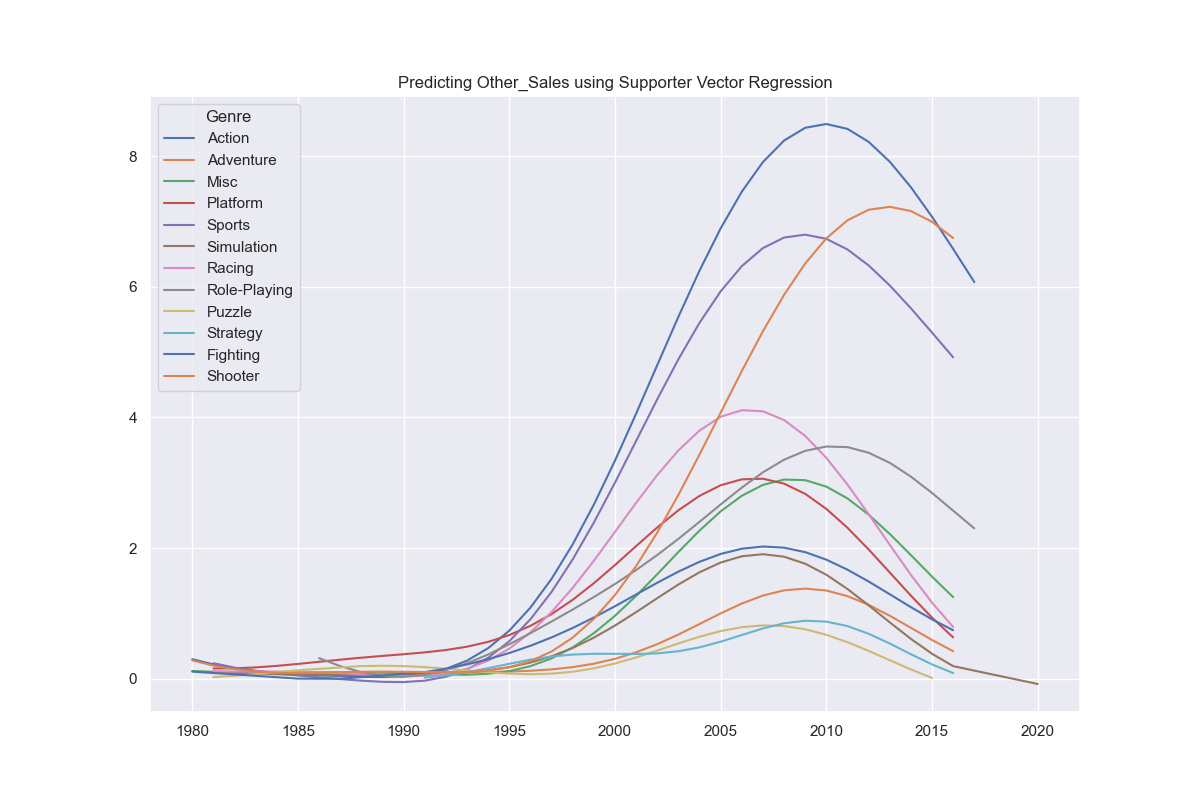 Predicting Other_Sales using Supporter Vector Regression
Genre
Action
Adventure
Misc
Platform
Sports
Simulation
Racing
Role-Playing
Puzzle
Strategy
Fighting
Shooter
8
6
4
2
0
1980 1985 1990 1995 2000 2005 2010 2015 2020